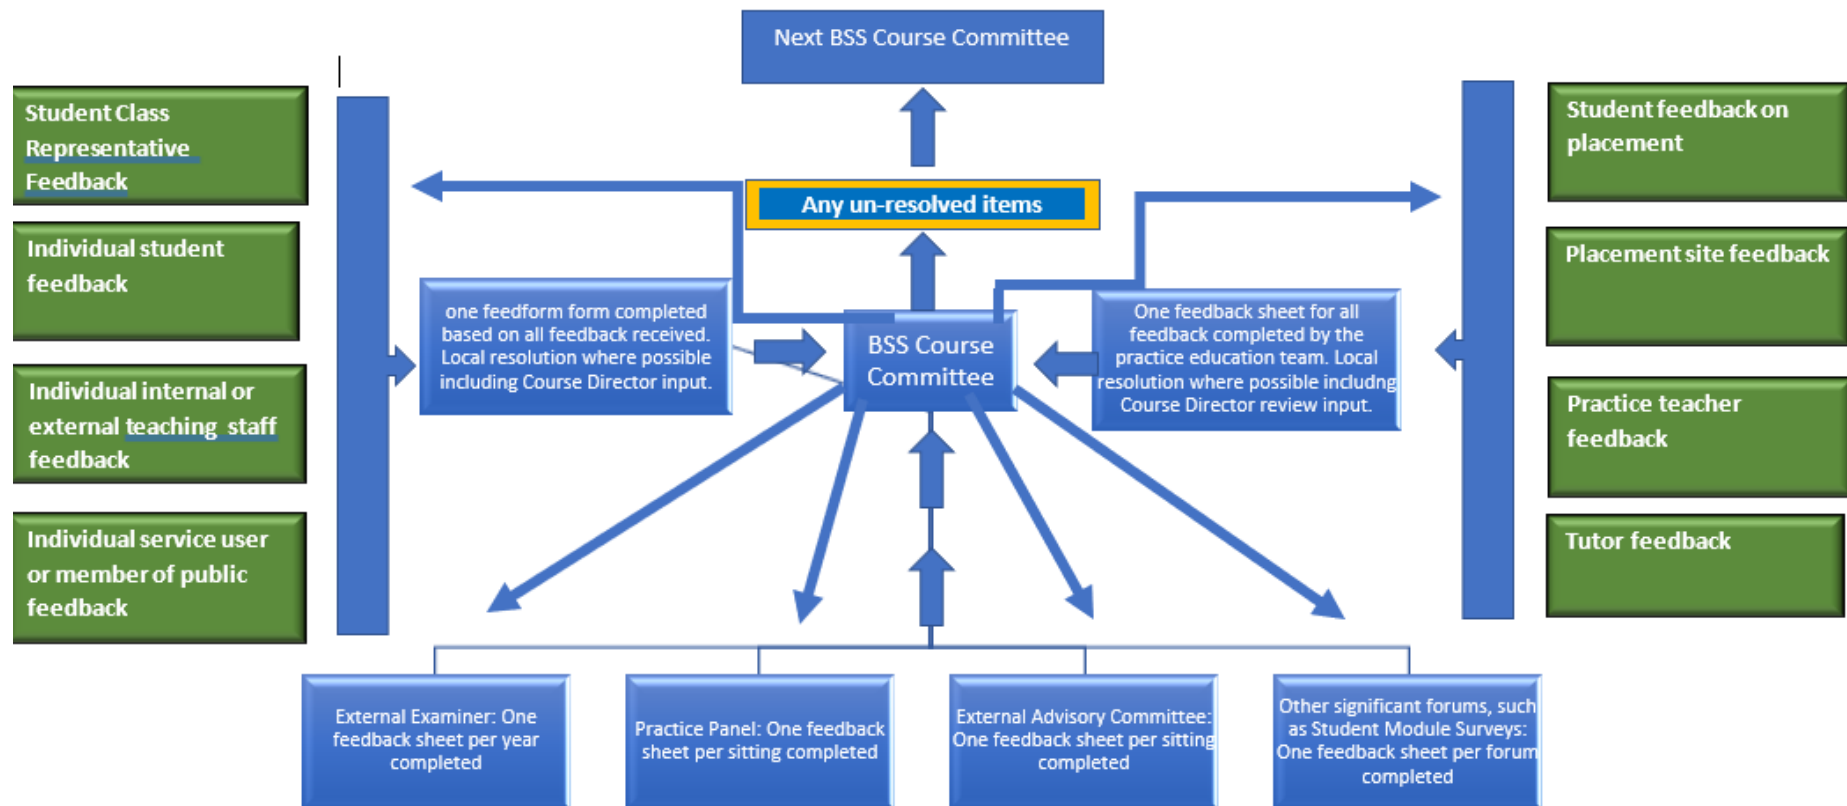 Next BSS Course Committee
Student Class
Representative
Feedback
Individual student
feedback
Individual internal or
external teaching staff
feedback
Individual service user
or member of public
feedback
one feedform form completed
based on all feedback received.
Local resolution where possible
including Course Director input.
Any un-resolved items
BSS Course
Committee
One feedback sheet for all
feedback completed by the
practice education team. Local
resolution where possible includng
Course Director review input.
Student feedback on
placement
Placement site feedback
Practice teacher
feedback
Tutor feedback
External Examiner: One
feedback sheet per year
completed
Practice Panel: One feedback
sheet per sitting completed
External Advisory Committee:
One feedback sheet per sitting
completed
Other significant forums, such
as Student Module Surveys:
One feedback sheet per forum
completed